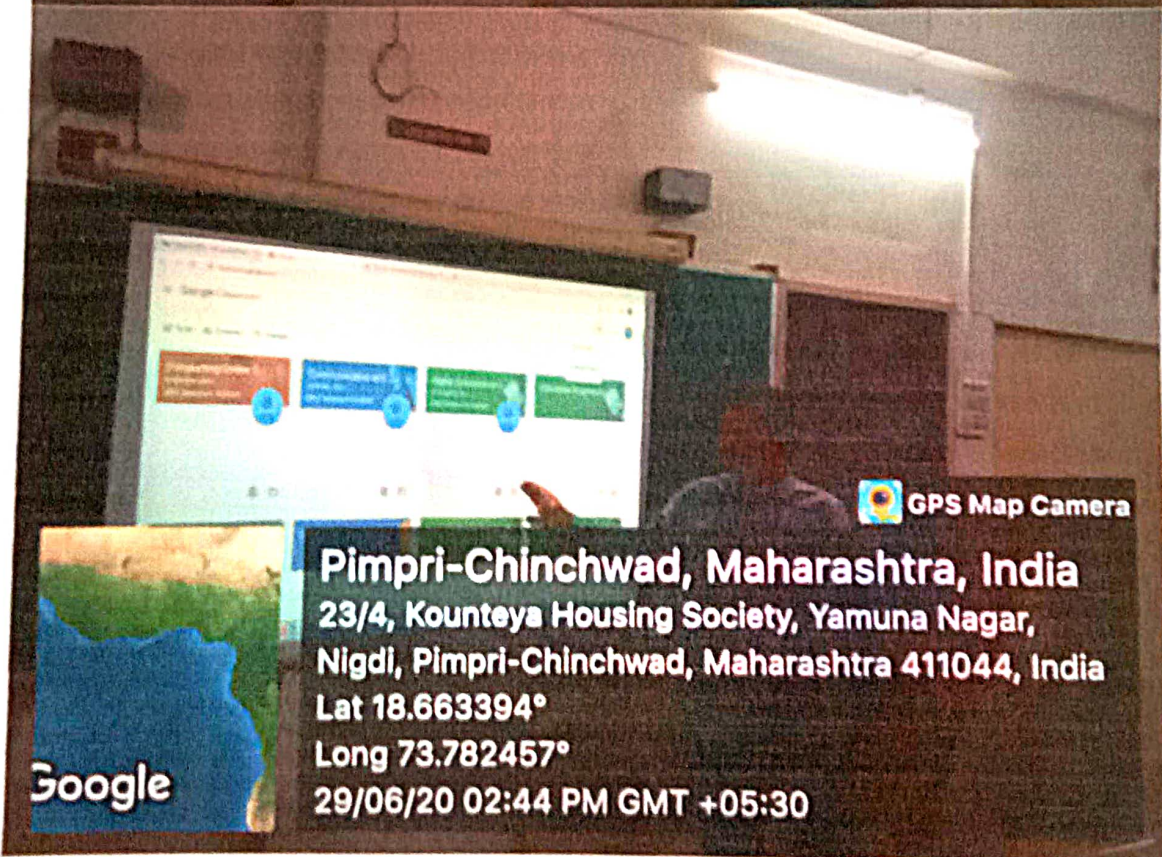 Google
GPS Map Camera
Pimpri-Chinchwad, Maharashtra, India
23/4, Kounteya Housing Society, Yamuna Nagar,
Nigdi, Pimpri-Chinchwad, Maharashtra 411044, India
Lat 18.663394°
Long 73.782457°
29/06/20 02:44 PM GMT +05:30
Google